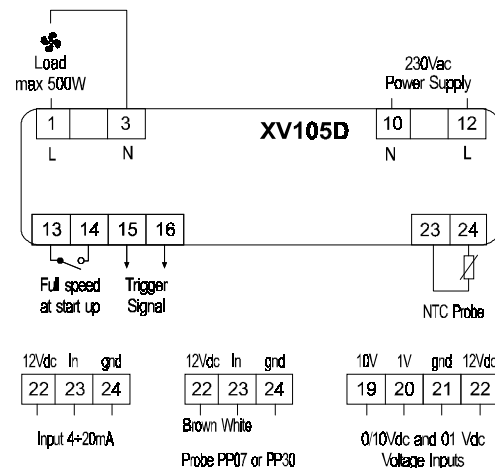 Load
max 500W
230Vac
Power Supply
1 3 XV105D 10 12
L N N L
13 14 15 16 23 24
Full speed
at start up
Trigger
Signal
NTC Probe
12Vdc In gnd
22 23 24
Input 4÷20mA
12Vdc In gnd
22 23 24
Brown White
Probe PP07 or PP30
10V 1V gnd 12Vdc
19 20 21 22
0/10Vdc and 01 Vdc
Voltage Inputs